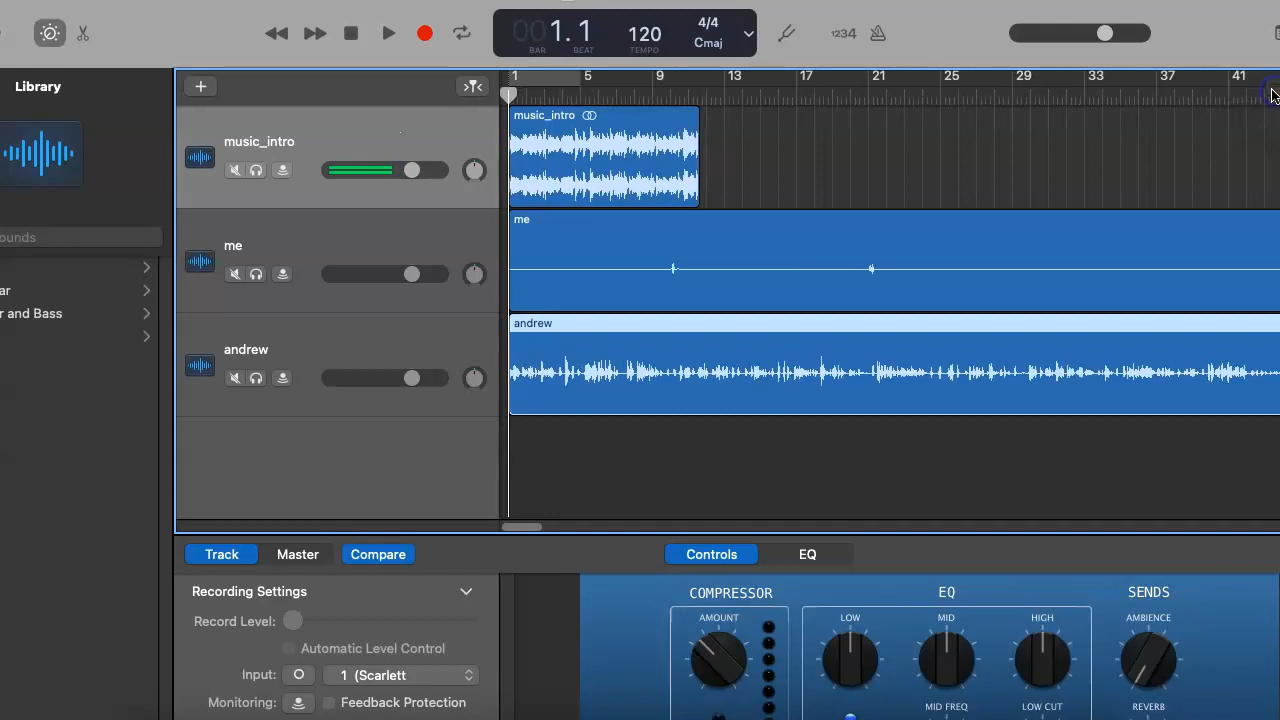 001. 1
BAR
BEAT
120
TEMPO
4/4
Cmaj
1234
Library
1
5
9
13
17
21
25
29
33
37
41
music_intro
music_intro
me
me
andrew
andrew
ounds
ar
r and Bass
Track
Master
Compare
Controls
EQ
Recording Settings
Record Level:
Automatic Level Control
Input:
1 (Scarlett
Monitoring:
Feedback Protection
COMPRESSOR
EQ
SENDS
AMOUNT
LOW
MID
HIGH
AMBIENCE
MID FREQ
LOW CUT
REVERB